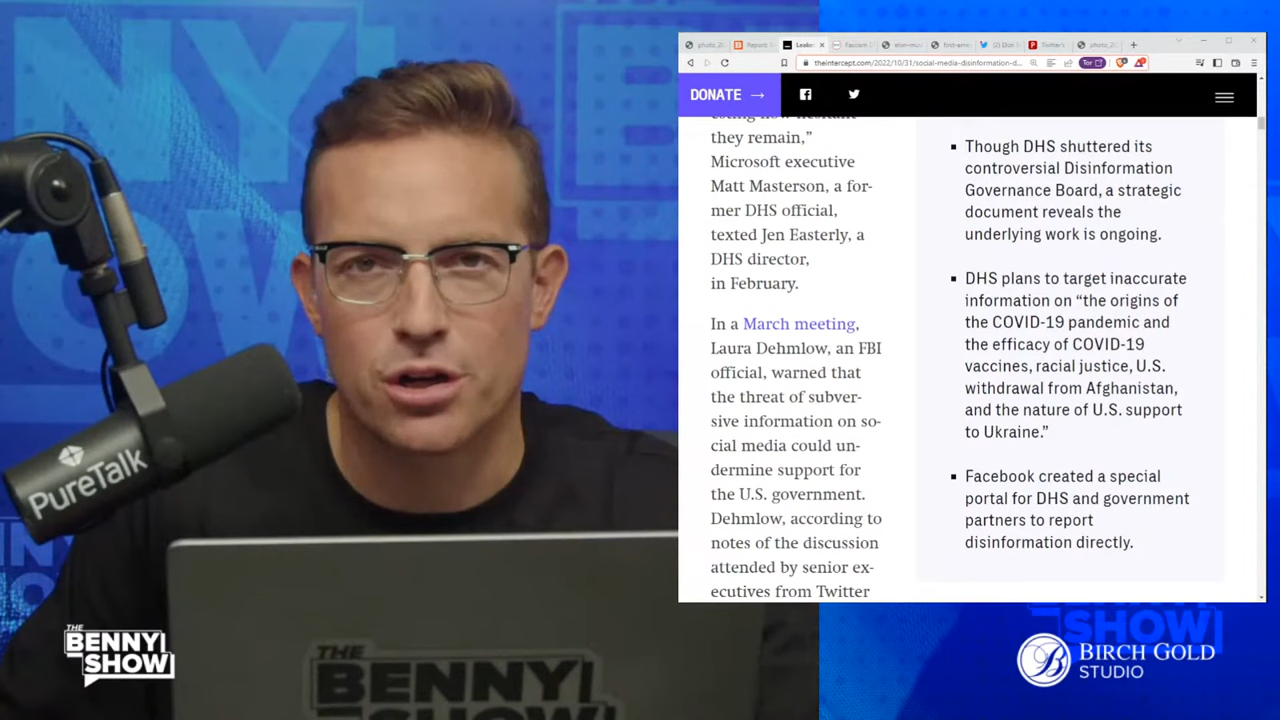 PureTalk
THE
BENNY
SHOW
THE
BENNY
SHOW
theintercept.com/2022/10/31/social-media-disinformation-d...
Tor
DONATE →
they remain,”
Microsoft executive
Matt Masterson, a for-
mer DHS official,
texted Jen Easterly, a
DHS director,
in February.
In a March meeting,
Laura Dehmlow, an FBI
official, warned that
the threat of subver-
sive information on so-
cial media could un-
dermine support for
the U.S. government.
Dehmlow, according to
notes of the discussion
attended by senior ex-
ecutives from Twitter
▪ Though DHS shuttered its
controversial Disinformation
Governance Board, a strategic
document reveals the
underlying work is ongoing.
▪ DHS plans to target inaccurate
information on “the origins of
the COVID-19 pandemic and
the efficacy of COVID-19
vaccines, racial justice, U.S.
withdrawal from Afghanistan,
and the nature of U.S. support
to Ukraine.”
▪ Facebook created a special
portal for DHS and government
partners to report
disinformation directly.
SHOW
BIRCH GOLD
STUDIO